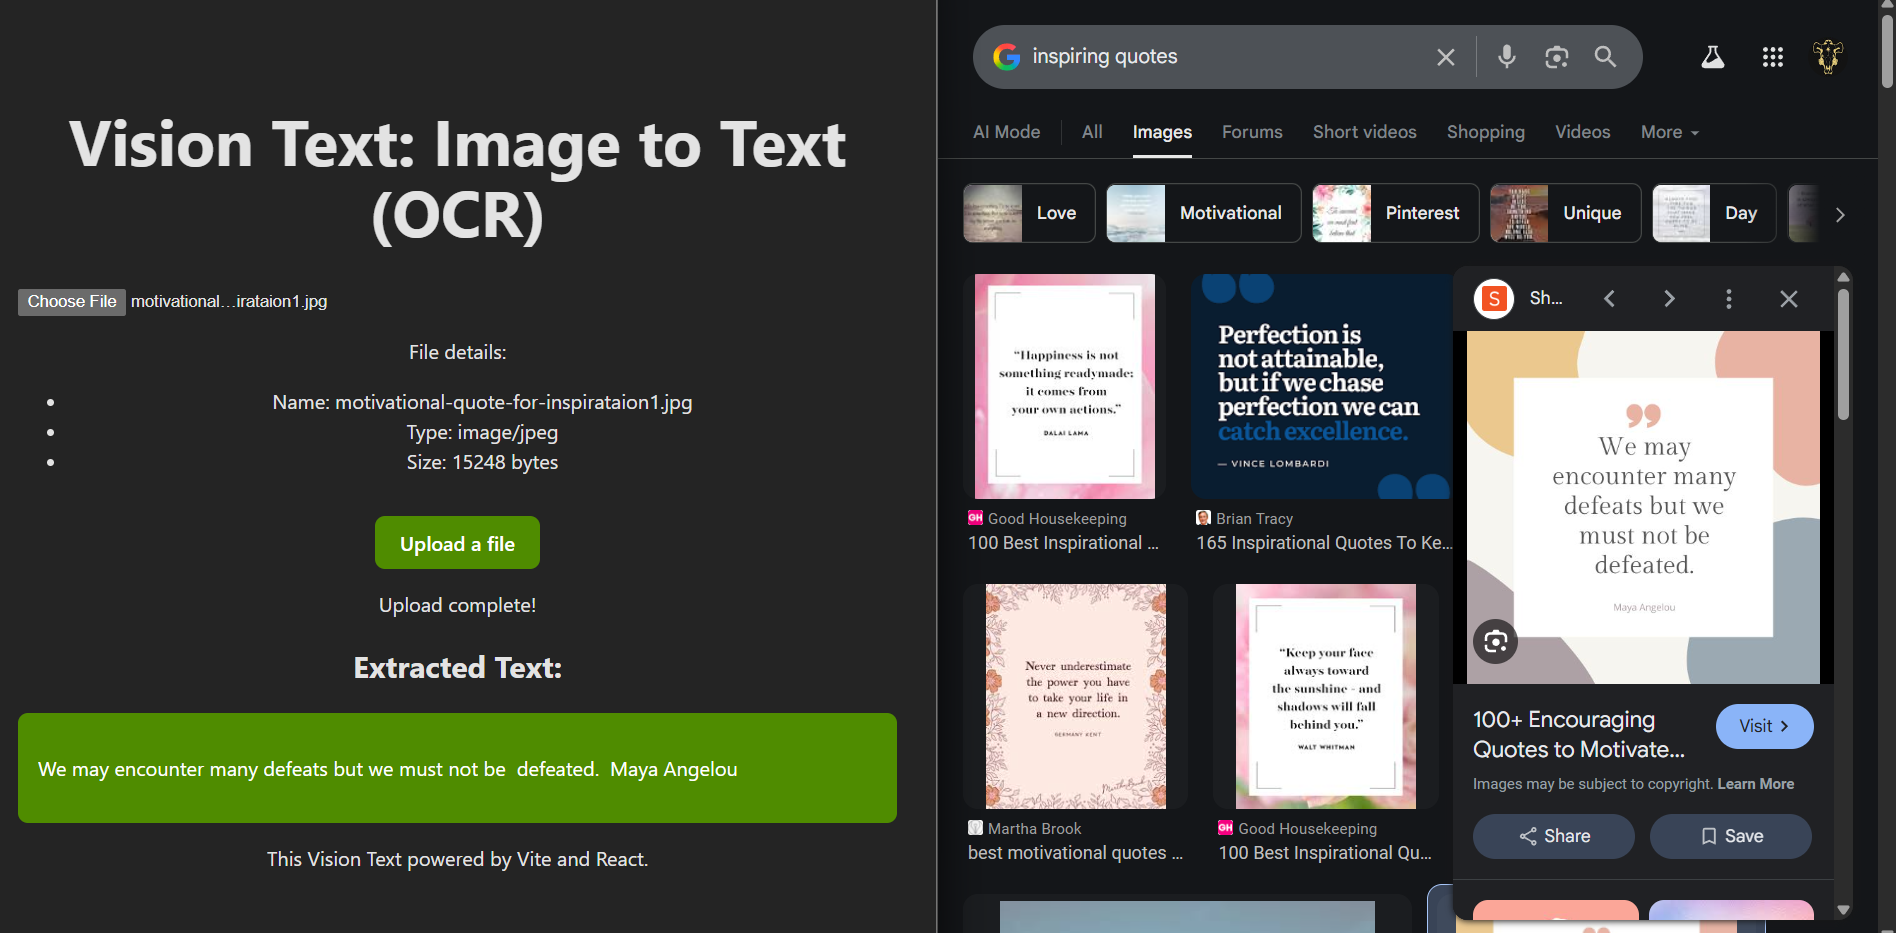 Vision Text: Image to Text
(OCR)
Choose File motivational...irataion1.jpg
File details:
Name: motivational-quote-for-inspirataion1.jpg
Type: image/jpeg
Size: 15248 bytes
Upload a file
Upload complete!
Extracted Text:
We may encounter many defeats but we must not be  defeated.  Maya Angelou
This Vision Text powered by Vite and React.
inspiring quotes
AI Mode
All
Images
Forums
Short videos
Shopping
Videos
More
Love
Motivational
Pinterest
Unique
Day
“Happiness is not
something readymade:
it comes from
your own actions.”
DALAI LAMA
GH Good Housekeeping
100 Best Inspirational ...
Perfection is
not attainable,
but if we chase
perfection we can
catch excellence.
— VINCE LOMBARDI
Brian Tracy
165 Inspirational Quotes To Ke...
Never underestimate
the power you have
to take your life in
a new direction.
GERMANY KENT
Martha Brook
Martha Brook
best motivational quotes ...
“Keep your face
always toward
the sunshine - and
shadows will fall
behind you.”
WALT WHITMAN
GH Good Housekeeping
100 Best Inspirational Qu...
S
Sh...
We may
encounter many
defeats but we
must not be
defeated.
Maya Angelou
100+ Encouraging
Quotes to Motivate...
Visit
Images may be subject to copyright. Learn More
Share
Save